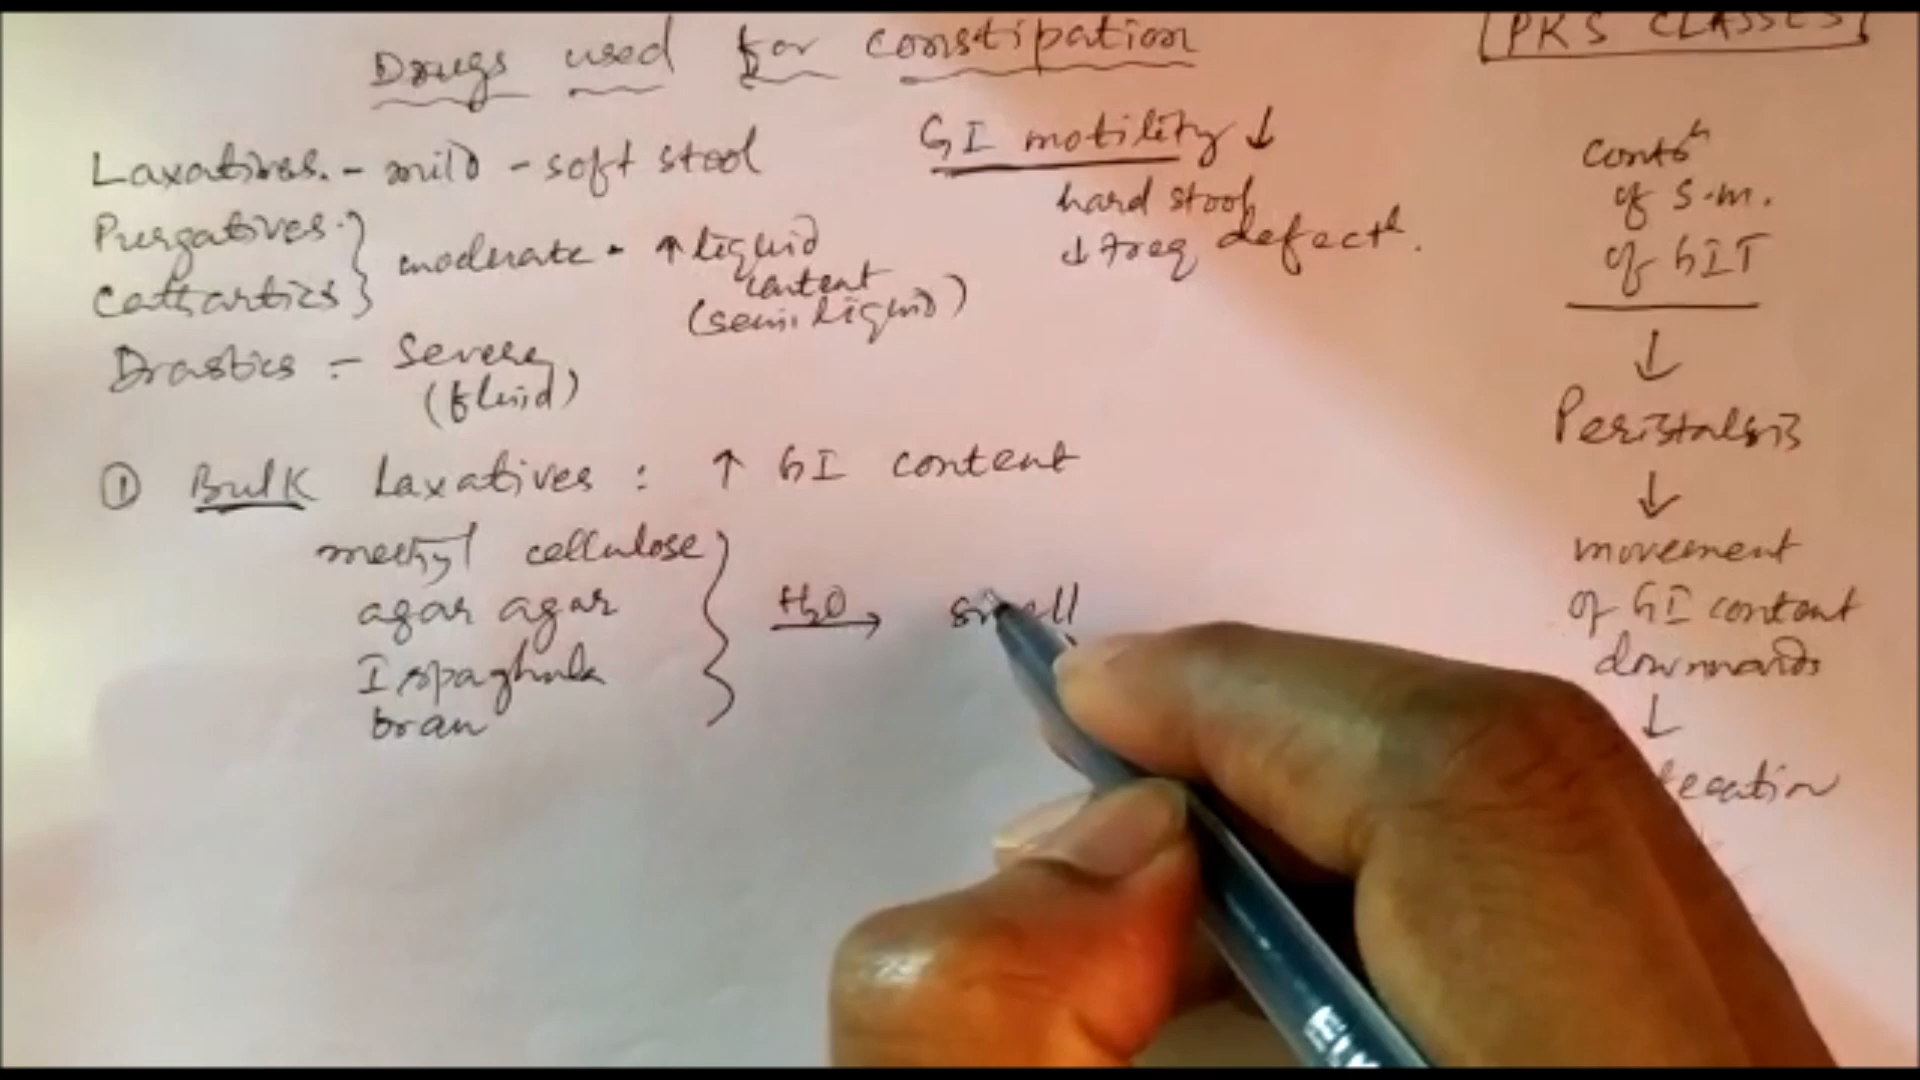 Drugs used for constipation
PKS CLASSES
Laxatives. - mild - soft stool
Purgatives.
Cathartics
moderate - ↑ liquid
content
(semi liquid)
Drastics :- Severe
(fluid)
GI motility ↓
hard stool
↓ freq defectⁿ.
① Bulk Laxatives : ↑ GI content
methyl cellulose
agar agar
Ispaghula
bran
H₂O →
Contⁿ
of S.m.
of GIT
↓
Peristalsis
↓
movement
of GI content
downwards
↓